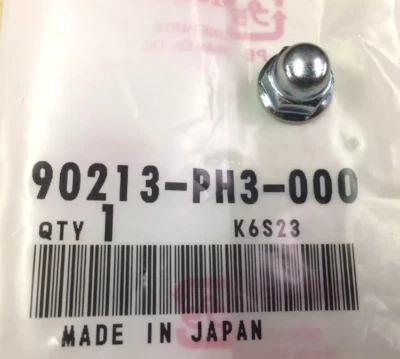 90213-PH3-000
QTY 1 K6S23
MADE IN JAPAN